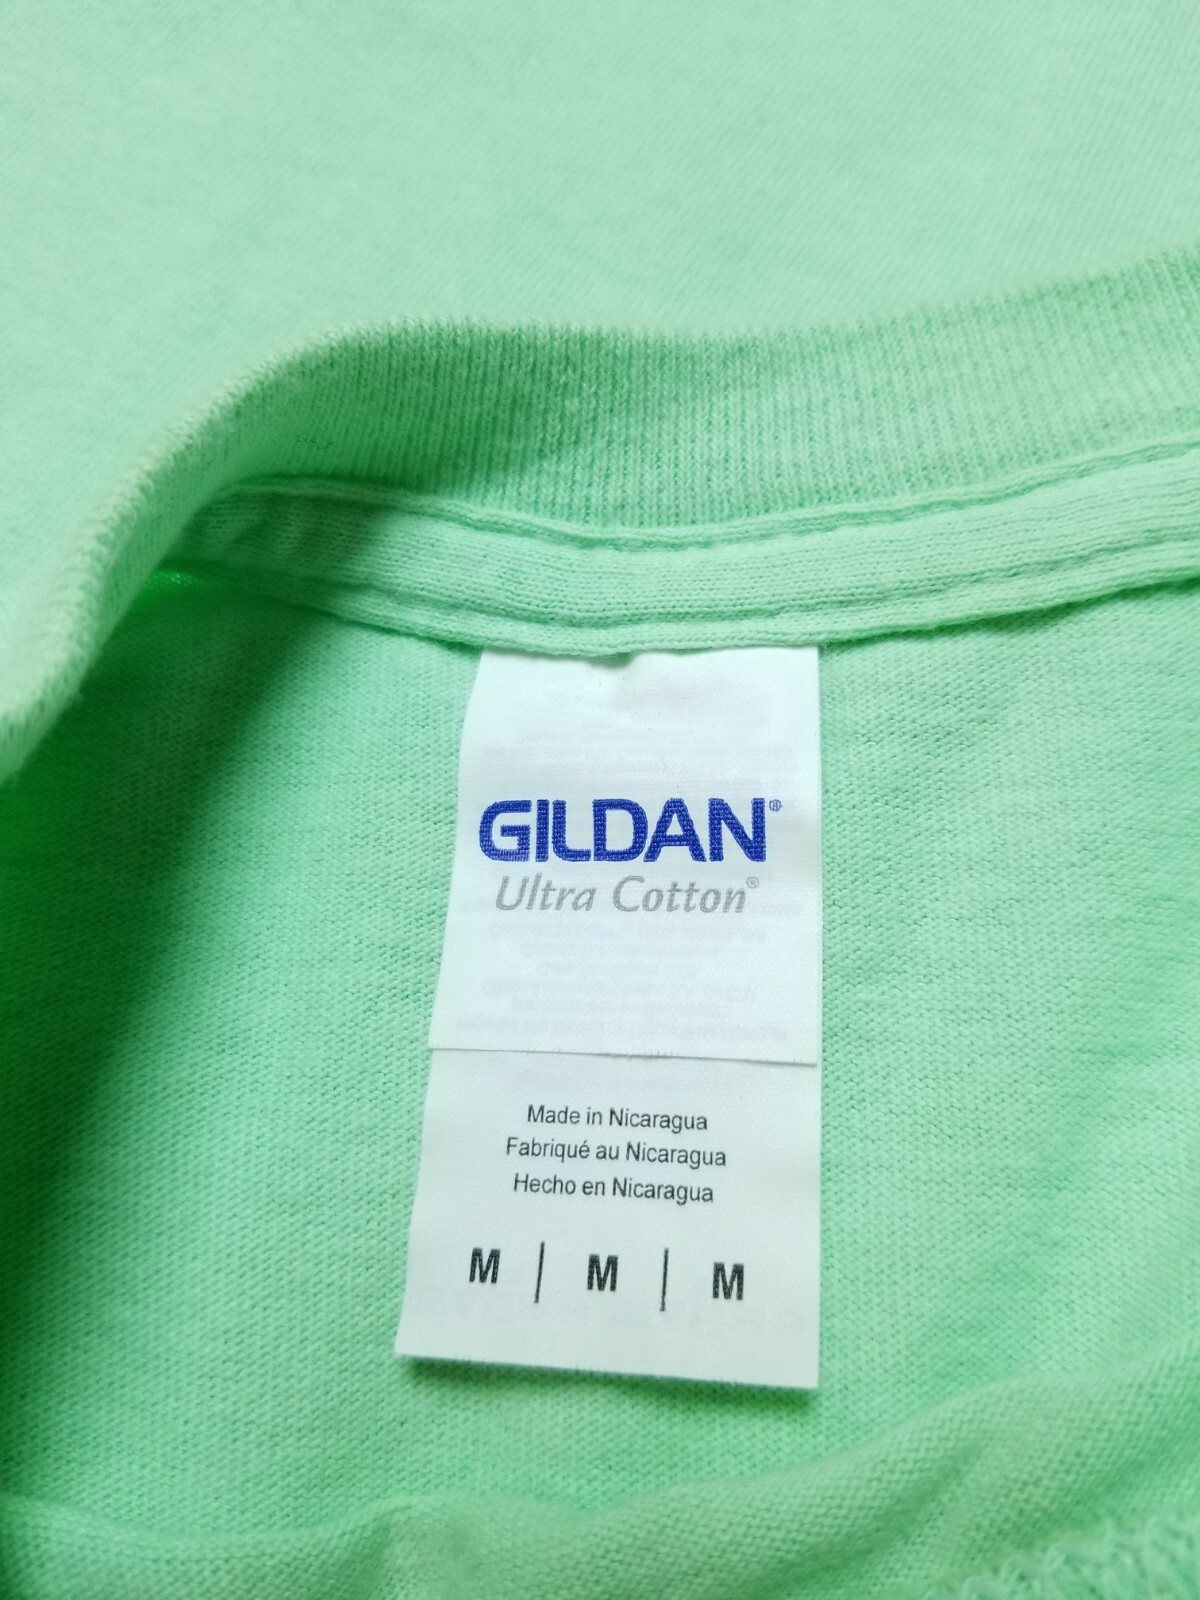 GILDAN®
Ultra Cotton®
Made in Nicaragua
Fabriqué au Nicaragua
Hecho en Nicaragua
M | M | M